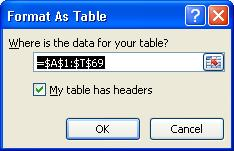 Format As Table
Where is the data for your table?
=$A$1:$T$69
My table has headers
OK Cancel